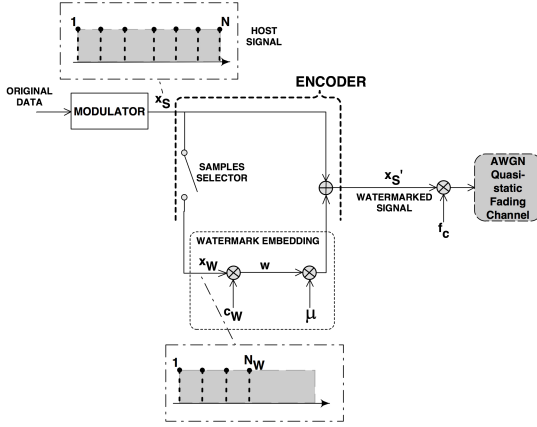 1
N
HOST
SIGNAL
ENCODER
ORIGINAL
DATA
MODULATOR
xS
SAMPLES
SELECTOR
xS'
WATERMARKED
SIGNAL
fc
AWGN
Quasi-
static
Fading
Channel
WATERMARK EMBEDDING
xW
w
cW
μ
1
NW